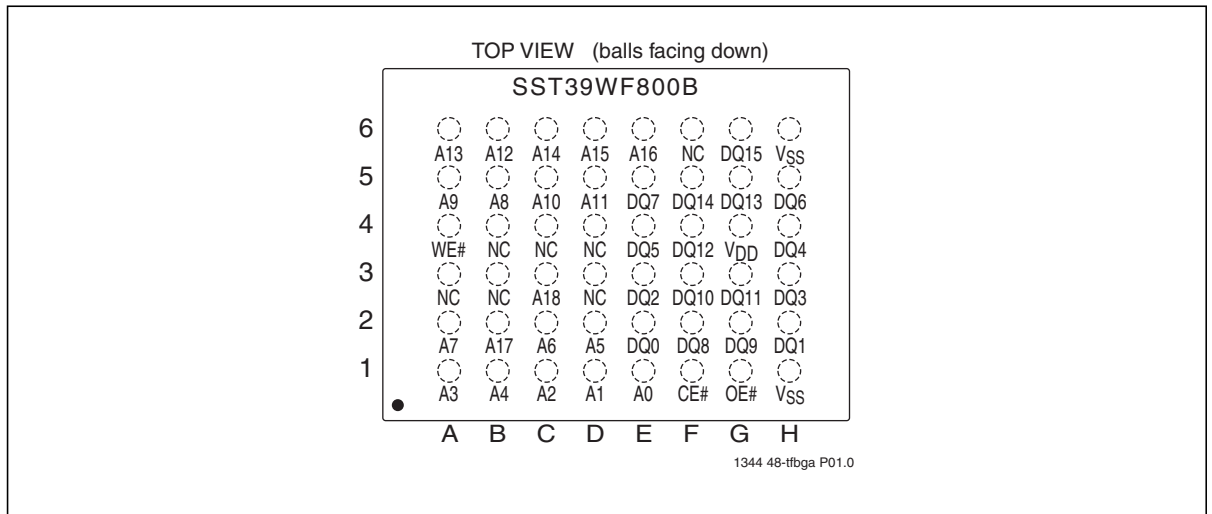 TOP VIEW (balls facing down)
SST39WF800B
6
A13 A12 A14 A15 A16 NC DQ15 VSS
5
A9 A8 A10 A11 DQ7 DQ14 DQ13 DQ6
4
WE# NC NC NC DQ5 DQ12 VDD DQ4
3
NC NC A18 NC DQ2 DQ10 DQ11 DQ3
2
A7 A17 A6 A5 DQ0 DQ8 DQ9 DQ1
1
A3 A4 A2 A1 A0 CE# OE# VSS
A B C D E F G H
1344 48-tfbga P01.0